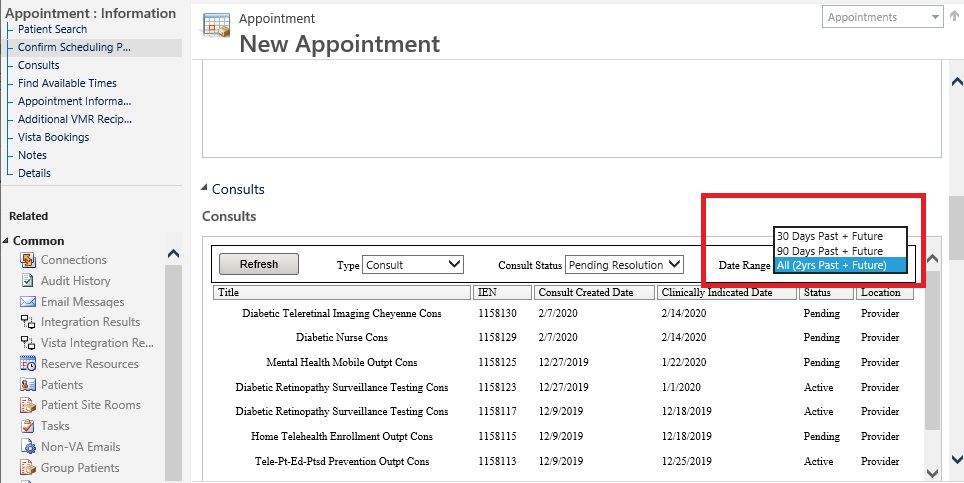 Appointment : Information
Patient Search
Confirm Scheduling P...
Consults
Find Available Times
Appointment Informa...
Additional VMR Recip...
Vista Bookings
Notes
Details
Related
Common
Connections
Audit History
Email Messages
Integration Results
Vista Integration Re...
Reserve Resources
Patients
Patient Site Rooms
Tasks
Non-VA Emails
Group Patients
Appointment
New Appointment
Appointments
Consults
Consults
30 Days Past + Future
90 Days Past + Future
All (2yrs Past + Future)
Refresh Type Consult Consult Status Pending Resolution Date Range
Title IEN Consult Created Date Clinically Indicated Date Status Location
Diabetic Teleretinal Imaging Cheyenne Cons 1158130 2/7/2020 2/14/2020 Pending Provider
Diabetic Nurse Cons 1158129 2/7/2020 2/14/2020 Pending Provider
Mental Health Mobile Outpt Cons 1158125 12/27/2019 1/22/2020 Pending Provider
Diabetic Retinopathy Surveillance Testing Cons 1158123 12/27/2019 1/1/2020 Active Provider
Diabetic Retinopathy Surveillance Testing Cons 1158117 12/9/2019 12/18/2019 Active Provider
Home Telehealth Enrollment Outpt Cons 1158115 12/9/2019 12/18/2019 Pending Provider
Tele-Pt-Ed-Ptsd Prevention Outpt Cons 1158113 12/9/2019 12/25/2019 Active Provider